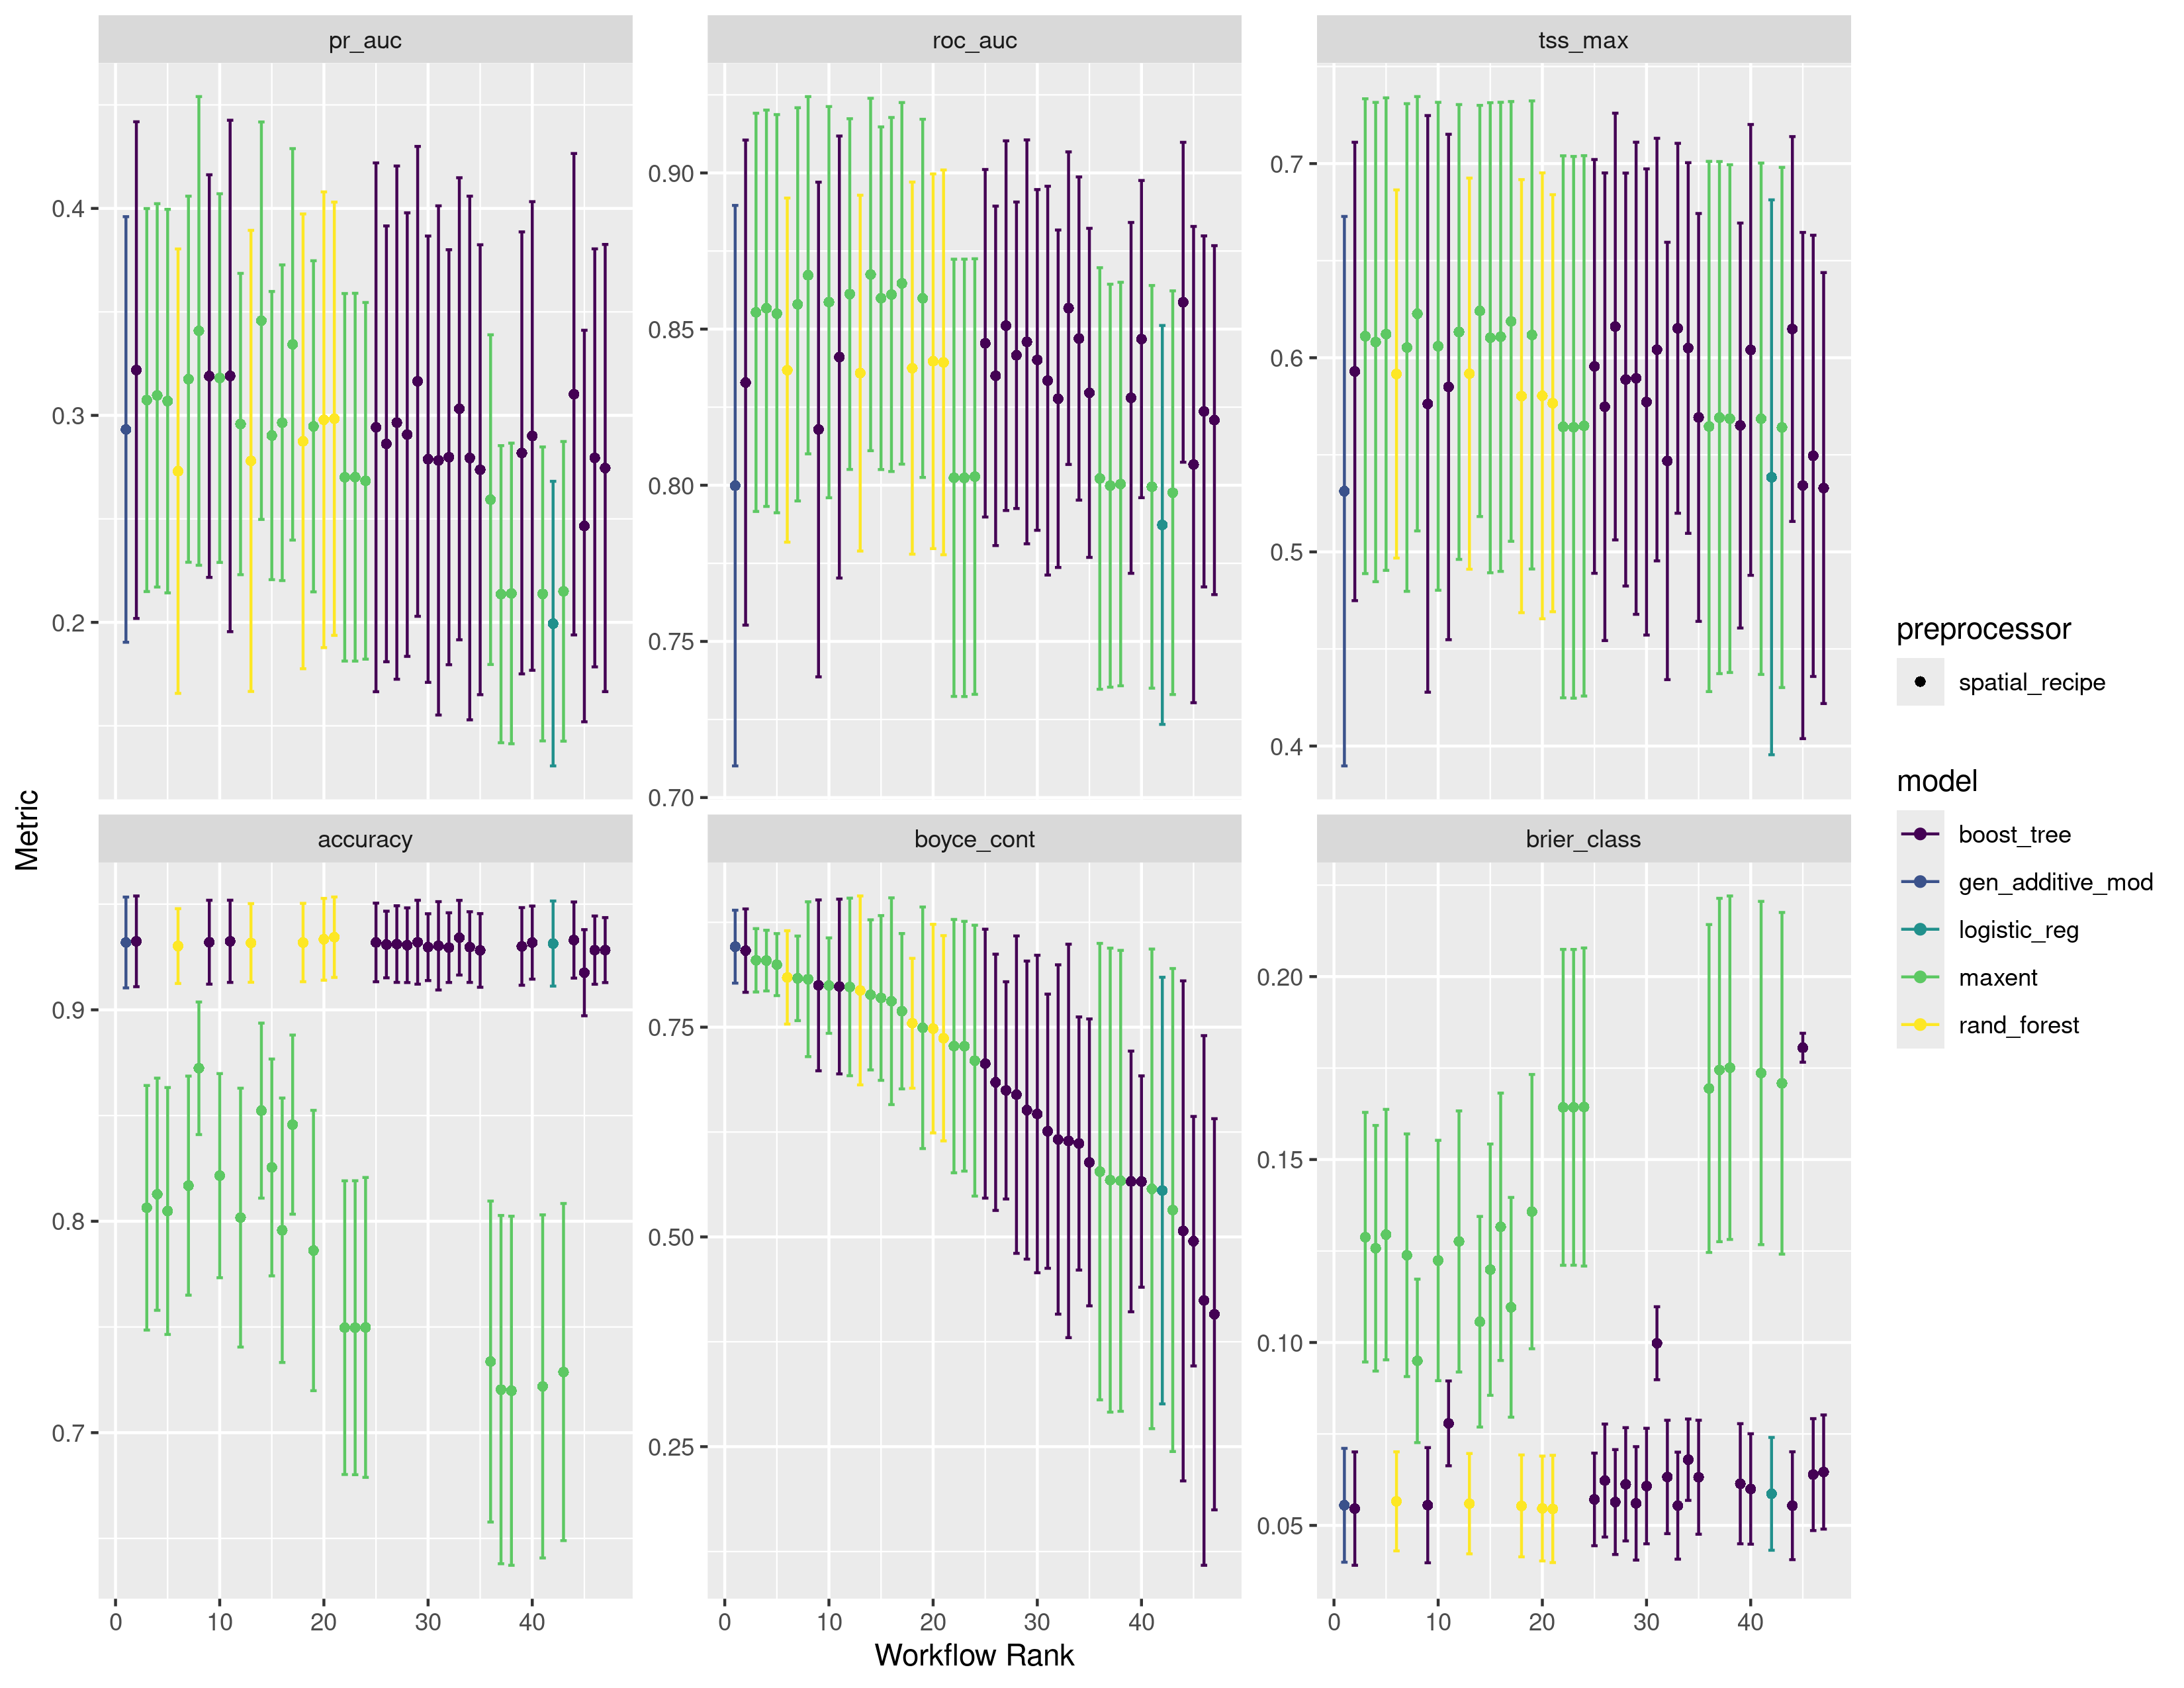 pr_auc
roc_auc
tss_max
0.4
0.3
0.2
0.90
0.85
0.80
0.75
0.70
0.7
0.6
0.5
0.4
accuracy
boyce_cont
brier_class
0.9
0.8
0.7
0.75
0.50
0.25
0.20
0.15
0.10
0.05
0 10 20 30 40
0 10 20 30 40
0 10 20 30 40
Workflow Rank
Metric
preprocessor
spatial_recipe
model
boost_tree
gen_additive_mod
logistic_reg
maxent
rand_forest